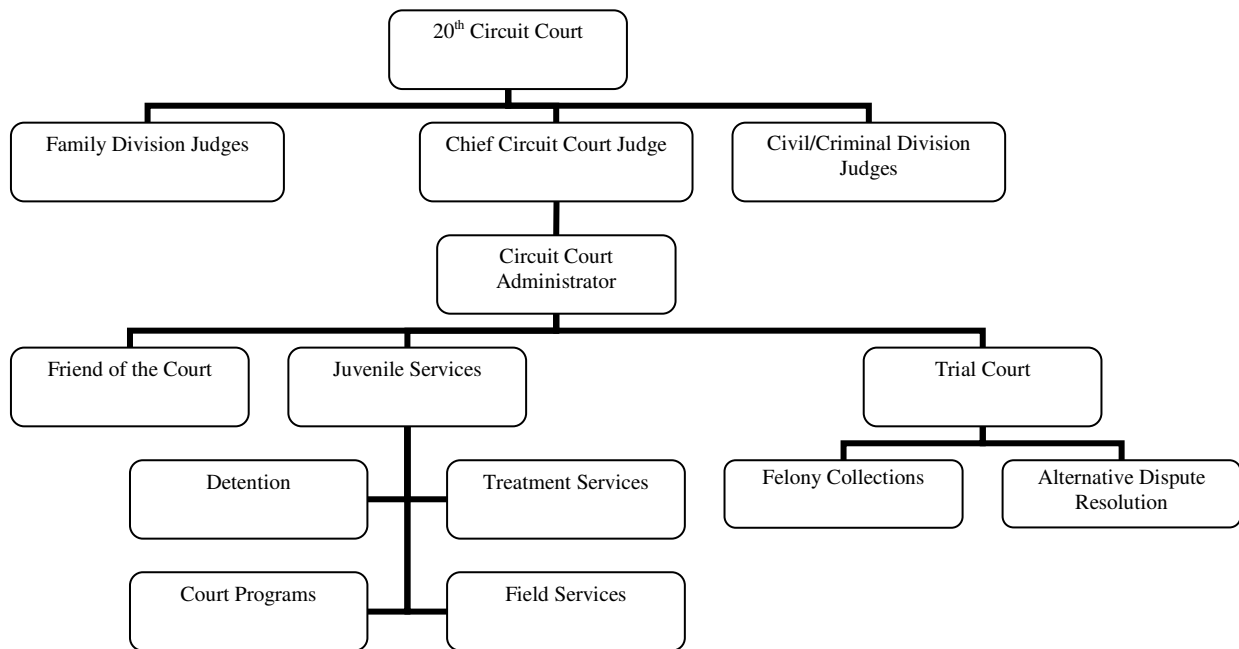 20th Circuit Court
Family Division Judges
Chief Circuit Court Judge
Civil/Criminal Division
Judges
Circuit Court
Administrator
Friend of the Court
Juvenile Services
Trial Court
Detention
Treatment Services
Felony Collections
Alternative Dispute
Resolution
Court Programs
Field Services